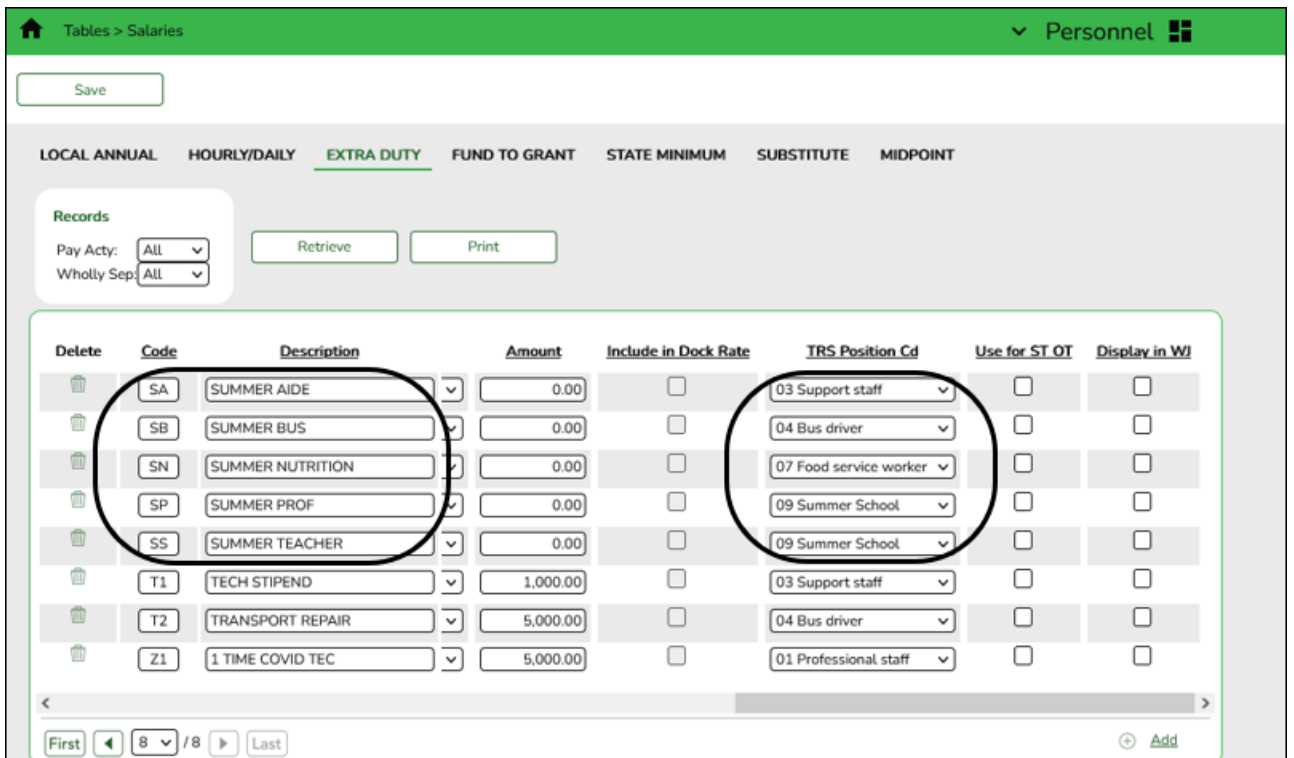 Tables > Salaries Personnel
Save
LOCAL ANNUAL HOURLY/DAILY EXTRA DUTY FUND TO GRANT STATE MINIMUM SUBSTITUTE MIDPOINT
Records
Pay Acty: All Retrieve Print
Wholly Sep: All
Delete Code Description Amount Include in Dock Rate TRS Position Cd Use for ST OT Display in WJ
SA SUMMER AIDE 0.00 03 Support staff
SB SUMMER BUS 0.00 04 Bus driver
SN SUMMER NUTRITION 0.00 07 Food service worker
SP SUMMER PROF 0.00 09 Summer School
SS SUMMER TEACHER 0.00 09 Summer School
T1 TECH STIPEND 1,000.00 03 Support staff
T2 TRANSPORT REPAIR 5,000.00 04 Bus driver
Z1 1 TIME COVID TEC 5,000.00 01 Professional staff
First 8 / 8 Last Add